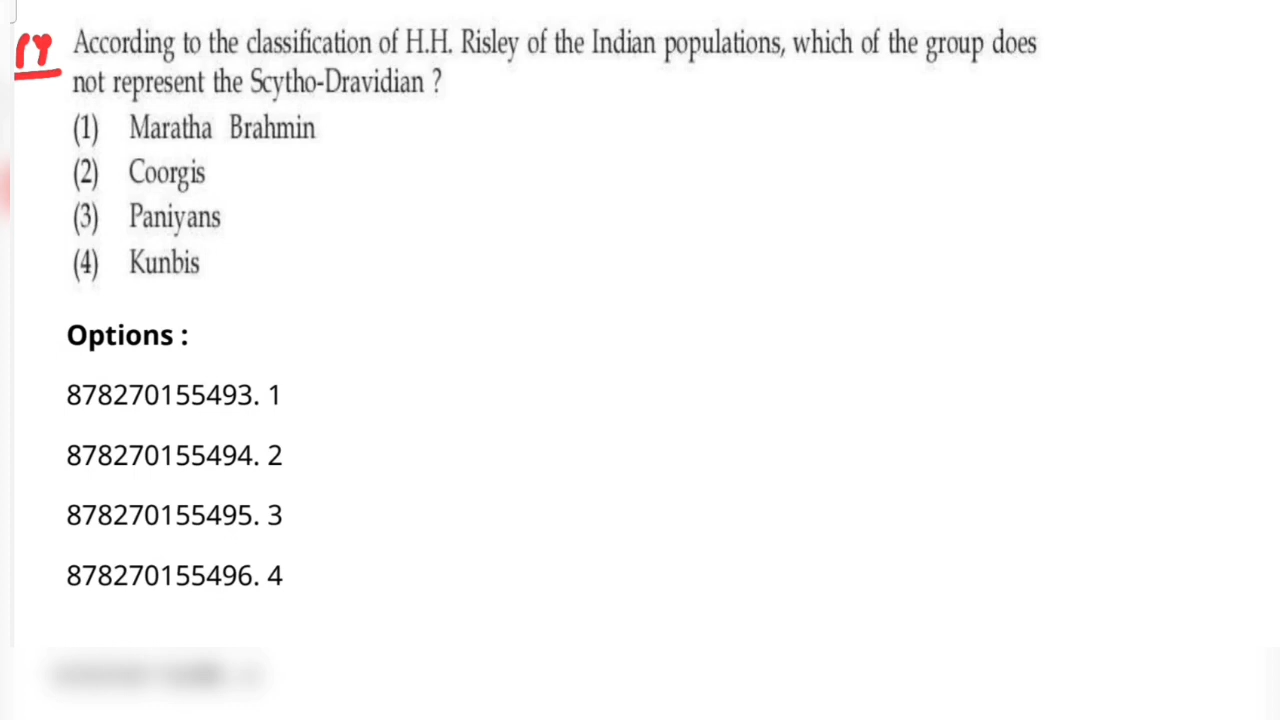 19 According to the classification of H.H. Risley of the Indian populations, which of the group does
not represent the Scytho-Dravidian ?
(1) Maratha Brahmin
(2) Coorgis
(3) Paniyans
(4) Kunbis
Options :
878270155493. 1
878270155494. 2
878270155495. 3
878270155496. 4